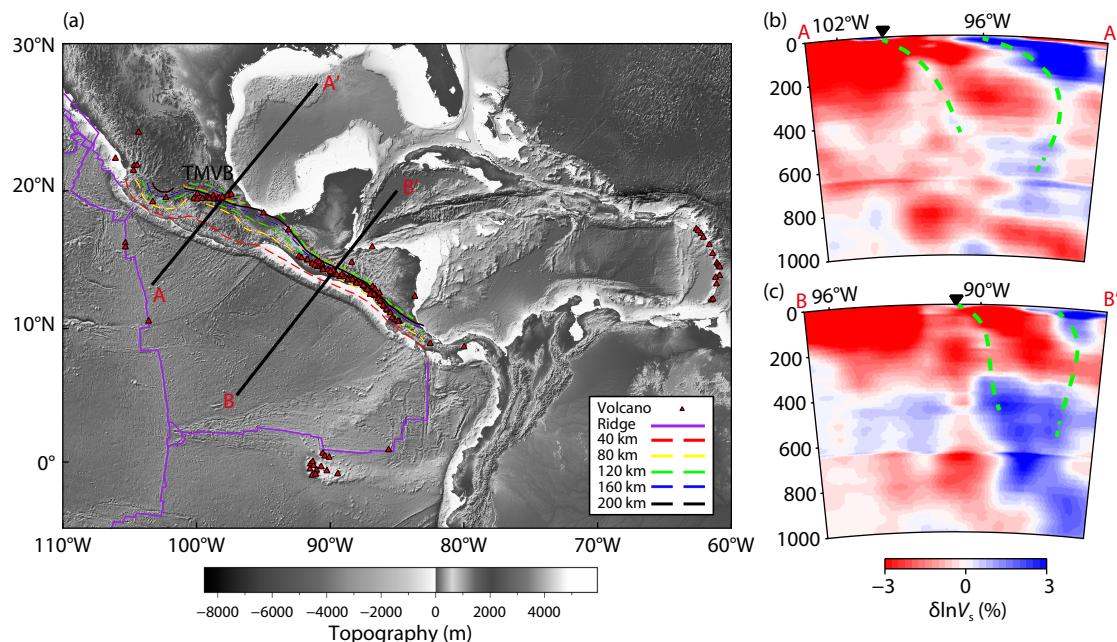 (a)
30°N
20°N
10°N
0°
110°W
100°W
90°W
80°W
70°W
60°W
A'
TMVB
B'
A
B
Volcano
Ridge
40 km
80 km
120 km
160 km
200 km
−8000 −6000 −4000 −2000 0 2000 4000
Topography (m)
(b)
A 102°W 96°W A
0
200
400
600
800
1000
(c)
B 96°W 90°W B'
0
200
400
600
800
1000
−3 0 3
δlnVs (%)